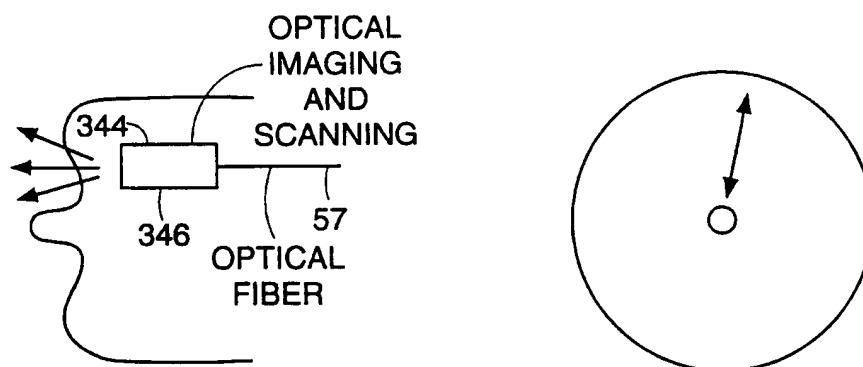 OPTICAL
IMAGING
AND
SCANNING
344
346
57
OPTICAL
FIBER